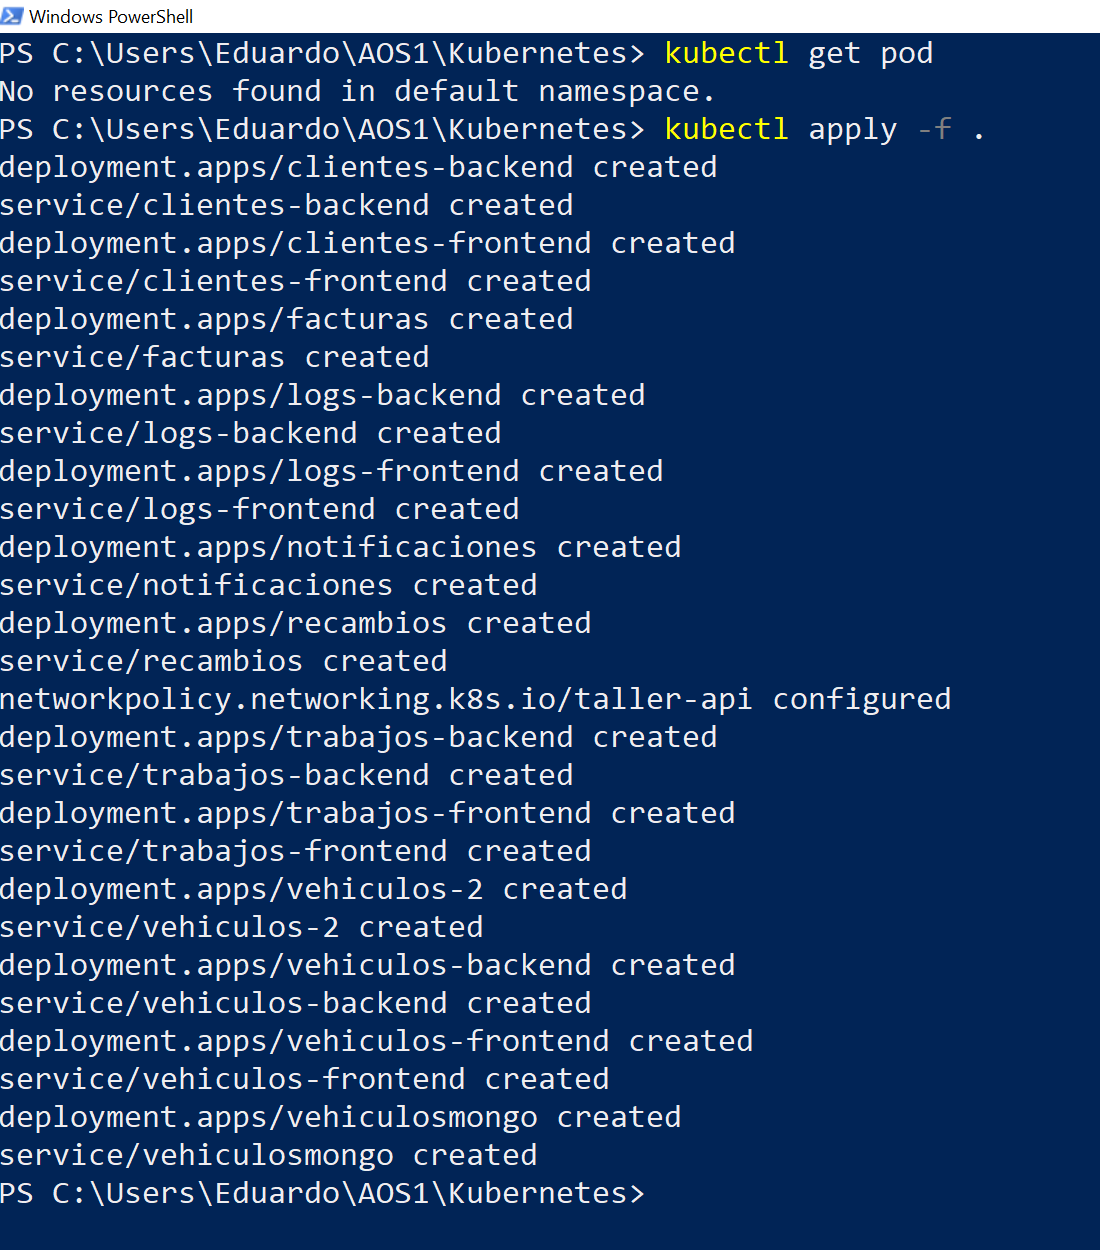 Windows PowerShell
PS C:\Users\Eduardo\AOS1\Kubernetes> kubectl get pod
No resources found in default namespace.
PS C:\Users\Eduardo\AOS1\Kubernetes> kubectl apply -f .
deployment.apps/clientes-backend created
service/clientes-backend created
deployment.apps/clientes-frontend created
service/clientes-frontend created
deployment.apps/facturas created
service/facturas created
deployment.apps/logs-backend created
service/logs-backend created
deployment.apps/logs-frontend created
service/logs-frontend created
deployment.apps/notificaciones created
service/notificaciones created
deployment.apps/recambios created
service/recambios created
networkpolicy.networking.k8s.io/taller-api configured
deployment.apps/trabajos-backend created
service/trabajos-backend created
deployment.apps/trabajos-frontend created
service/trabajos-frontend created
deployment.apps/vehiculos-2 created
service/vehiculos-2 created
deployment.apps/vehiculos-backend created
service/vehiculos-backend created
deployment.apps/vehiculos-frontend created
service/vehiculos-frontend created
deployment.apps/vehiculosmongo created
service/vehiculosmongo created
PS C:\Users\Eduardo\AOS1\Kubernetes>